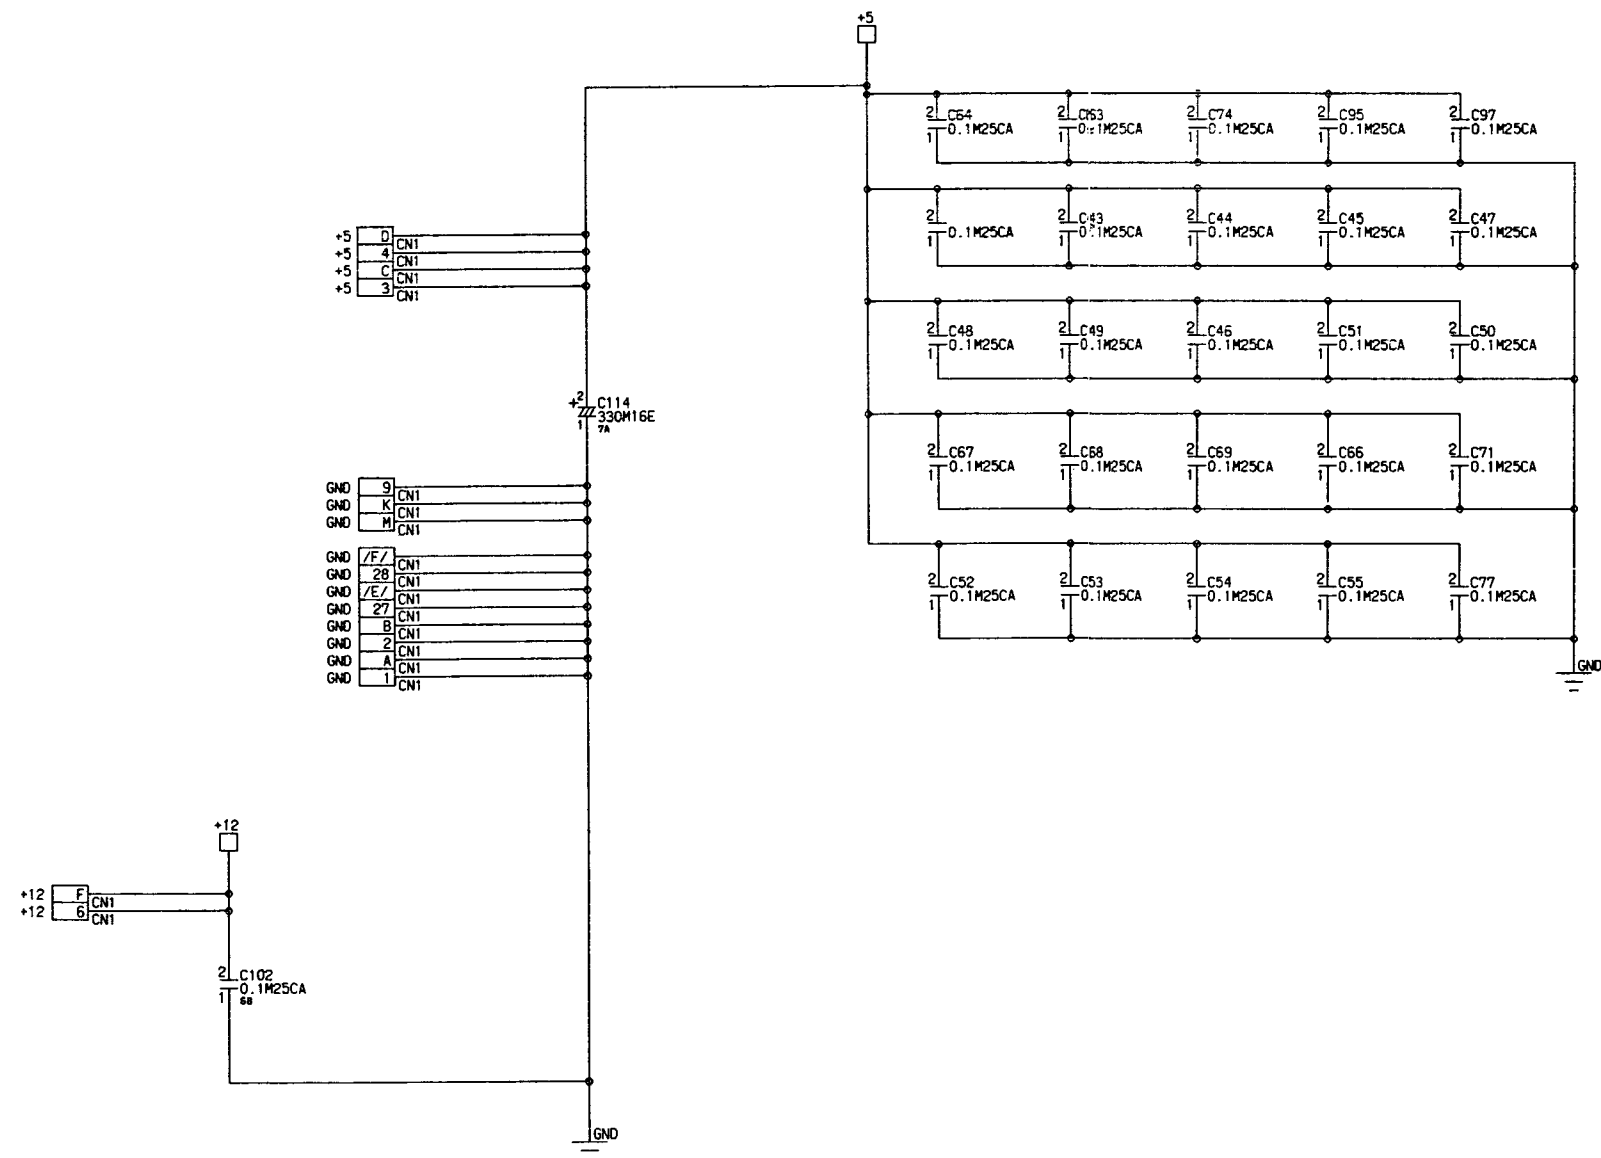 +5
2 C64 2 C63 2 C74 2 C95 2 C97
0.1M25CA 0.1M25CA 0.1M25CA 0.1M25CA 0.1M25CA
1 1 1 1 1
2 2 C43 2 C44 2 C45 2 C47
0.1M25CA 0.1M25CA 0.1M25CA 0.1M25CA 0.1M25CA
1 1 1 1 1
+5 D CN1
+5 4 CN1
+5 C CN1
+5 3 CN1
2 C48 2 C49 2 C46 2 C51 2 C50
0.1M25CA 0.1M25CA 0.1M25CA 0.1M25CA 0.1M25CA
1 1 1 1 1
+2 C114
330M16E
1 7A
2 C67 2 C68 2 C69 2 C66 2 C71
0.1M25CA 0.1M25CA 0.1M25CA 0.1M25CA 0.1M25CA
1 1 1 1 1
GND 9 CN1
GND K CN1
GND M CN1
GND /F/ CN1
GND 28 CN1
GND /E/ CN1
GND 27 CN1
GND B CN1
GND 2 CN1
GND A CN1
GND 1 CN1
2 C52 2 C53 2 C54 2 C55 2 C77
0.1M25CA 0.1M25CA 0.1M25CA 0.1M25CA 0.1M25CA
1 1 1 1 1
GND
+12
+12 F CN1
+12 6 CN1
2 C102
0.1M25CA
1 6B
GND